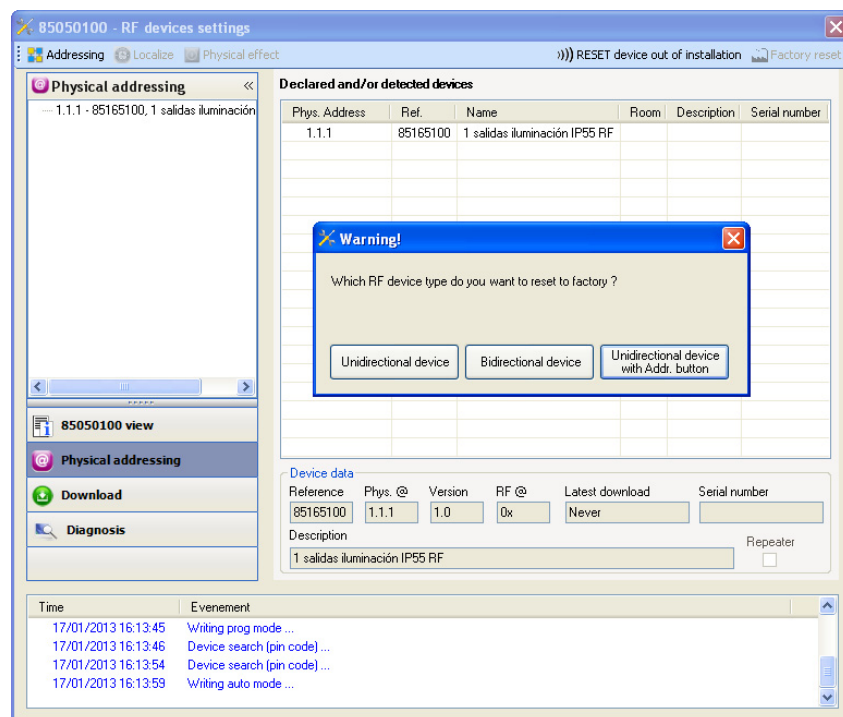 85050100 - RF devices settings
Addressing Localize Physical effect RESET device out of installation Factory reset
Physical addressing
1.1.1 - 85165100, 1 salidas iluminación
Declared and/or detected devices
Phys. Address Ref. Name Room Description Serial number
1.1.1 85165100 1 salidas iluminación IP55 RF
Warning!
Which RF device type do you want to reset to factory ?
Unidirectional device Bidirectional device Unidirectional device
with Addr. button
85050100 view
Physical addressing
Download
Diagnosis
Device data
Reference Phys. @ Version RF @ Latest download Serial number
85165100 1.1.1 1.0 0x Never
Description
Repeater
1 salidas iluminación IP55 RF
Time Evenement
17/01/2013 16:13:45 Writing prog mode ...
17/01/2013 16:13:46 Device search (pin code) ...
17/01/2013 16:13:54 Device search (pin code) ...
17/01/2013 16:13:59 Writing auto mode ...